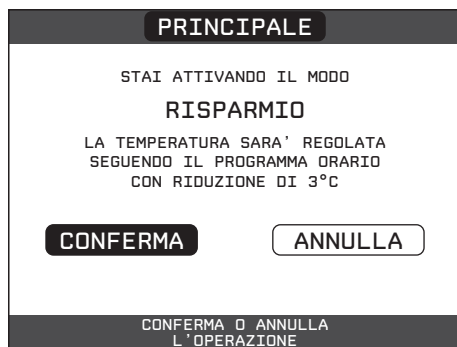 PRINCIPALE
STAI ATTIVANDO IL MODO
RISPARMIO
LA TEMPERATURA SARA' REGOLATA
SEGUENDO IL PROGRAMMA ORARIO
CON RIDUZIONE DI 3°C
CONFERMA ANNULLA
CONFERMA O ANNULLA
L'OPERAZIONE